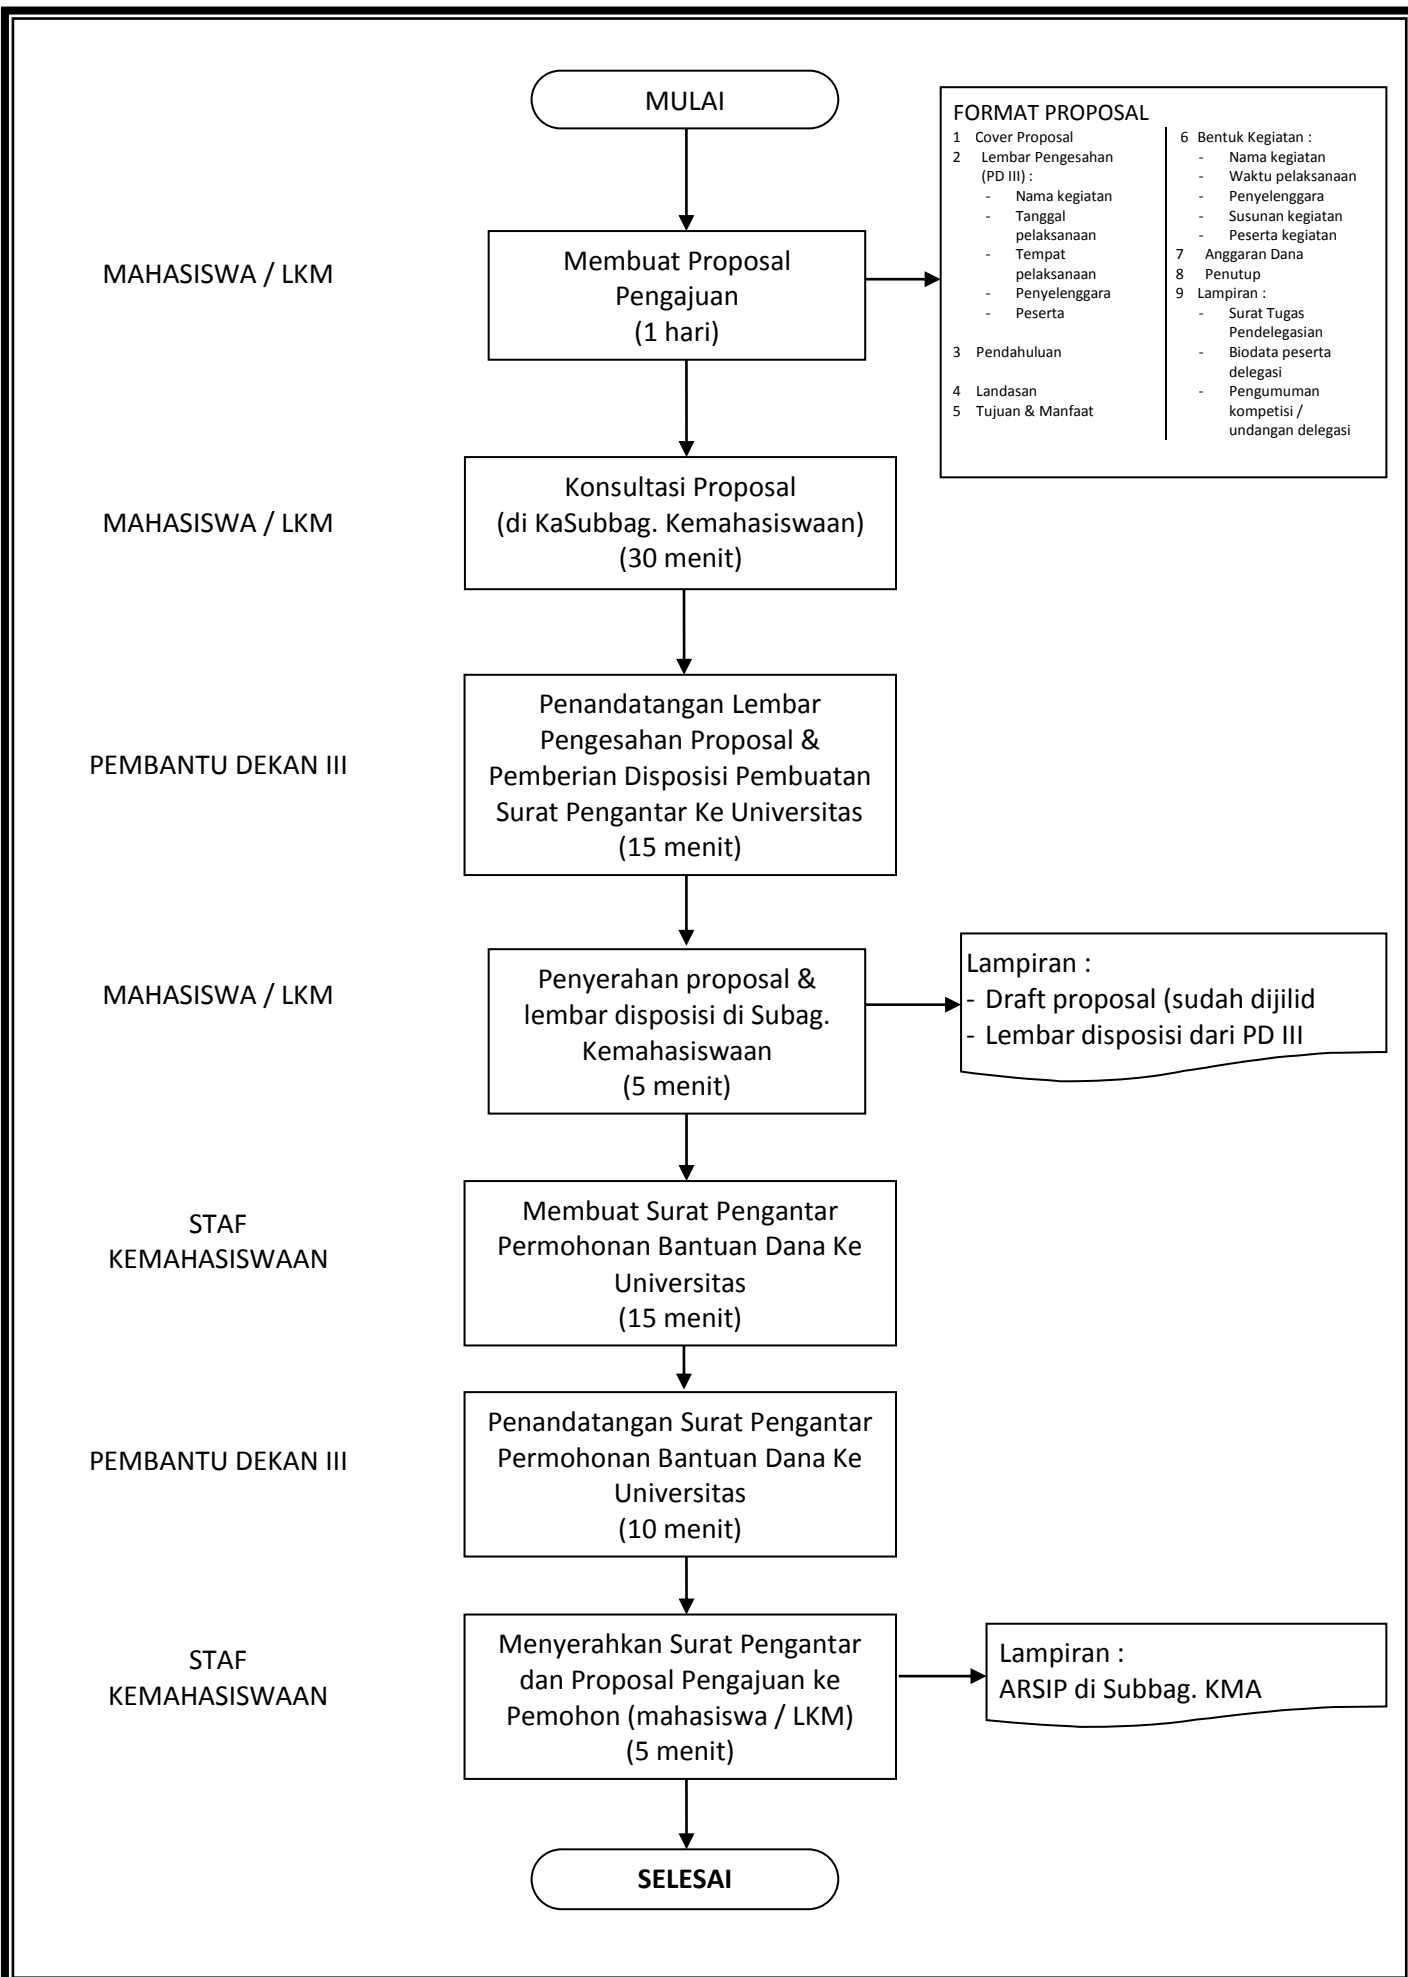 MULAI
FORMAT PROPOSAL
1 Cover Proposal
2 Lembar Pengesahan
(PD III) :
- Nama kegiatan
- Tanggal
pelaksanaan
- Tempat
pelaksanaan
- Penyelenggara
- Peserta
3 Pendahuluan
4 Landasan
5 Tujuan & Manfaat
6 Bentuk Kegiatan :
- Nama kegiatan
- Waktu pelaksanaan
- Penyelenggara
- Susunan kegiatan
- Peserta kegiatan
7 Anggaran Dana
8 Penutup
9 Lampiran :
- Surat Tugas
Pendelegasian
- Biodata peserta
delegasi
- Pengumuman
kompetisi /
undangan delegasi
MAHASISWA / LKM
Membuat Proposal
Pengajuan
(1 hari)
MAHASISWA / LKM
Konsultasi Proposal
(di KaSubbag. Kemahasiswaan)
(30 menit)
PEMBANTU DEKAN III
Penandatangan Lembar
Pengesahan Proposal &
Pemberian Disposisi Pembuatan
Surat Pengantar Ke Universitas
(15 menit)
MAHASISWA / LKM
Penyerahan proposal &
lembar disposisi di Subag.
Kemahasiswaan
(5 menit)
Lampiran :
- Draft proposal (sudah dijilid
- Lembar disposisi dari PD III
STAF
KEMAHASISWAAN
Membuat Surat Pengantar
Permohonan Bantuan Dana Ke
Universitas
(15 menit)
PEMBANTU DEKAN III
Penandatangan Surat Pengantar
Permohonan Bantuan Dana Ke
Universitas
(10 menit)
STAF
KEMAHASISWAAN
Menyerahkan Surat Pengantar
dan Proposal Pengajuan ke
Pemohon (mahasiswa / LKM)
(5 menit)
Lampiran :
ARSIP di Subbag. KMA
SELESAI